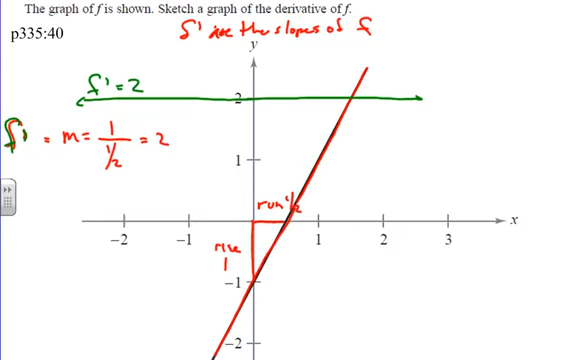 The graph of f is shown. Sketch a graph of the derivative of f.
p335:40
f' are the slopes of f
y
f' = 2
2
f' = m = 1 / 1/2 = 2
1
run 1/2
x
−2 −1 1 2 3
rise
1
−1
−2